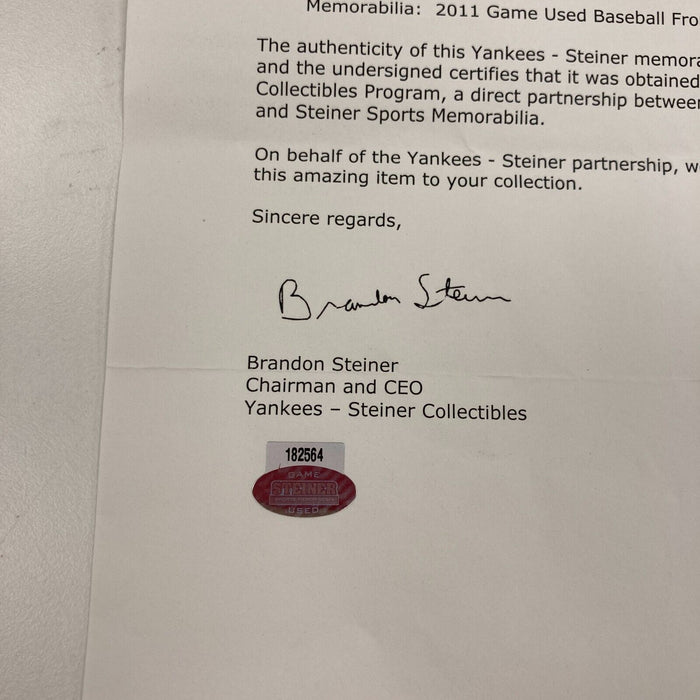 Memorabilia: 2011 Game Used Baseball Fro
The authenticity of this Yankees - Steiner memora
and the undersigned certifies that it was obtained
Collectibles Program, a direct partnership between
and Steiner Sports Memorabilia.
On behalf of the Yankees - Steiner partnership, w
this amazing item to your collection.
Sincere regards,
Brandon Steiner
Brandon Steiner
Chairman and CEO
Yankees – Steiner Collectibles
182564
GAME
STEINER
USED